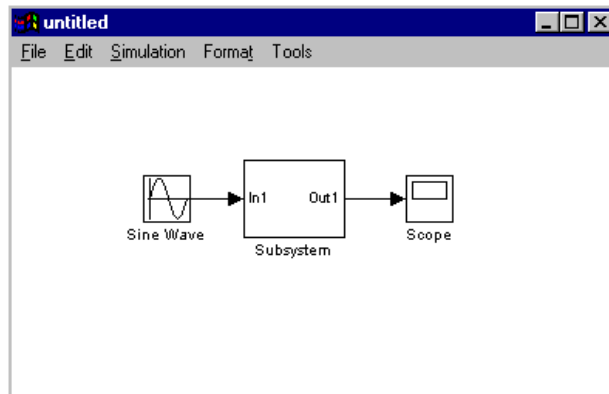 untitled
File Edit Simulation Format Tools
In1 Out1
Sine Wave
Subsystem
Scope